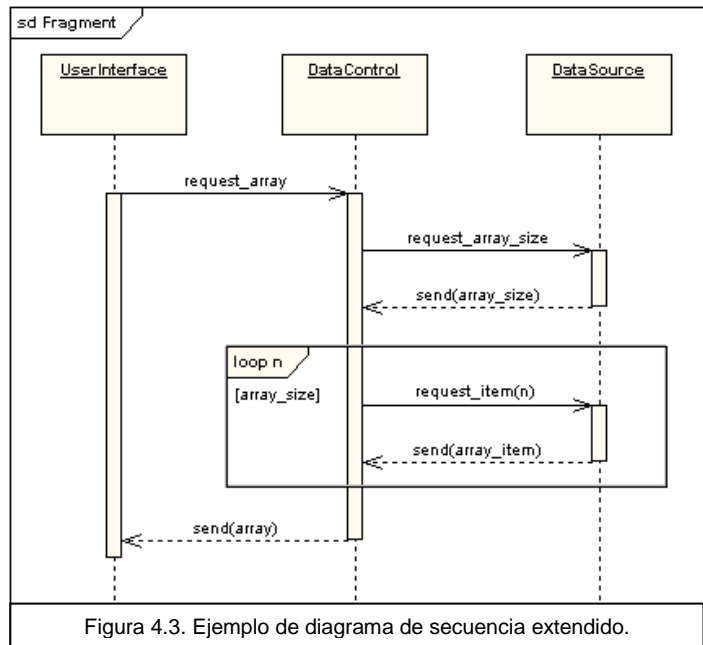 sd Fragment
UserInterface
DataControl
DataSource
request_array
request_array_size
send(array_size)
loop n
[array_size]
request_item(n)
send(array_item)
send(array)
Figura 4.3. Ejemplo de diagrama de secuencia extendido.